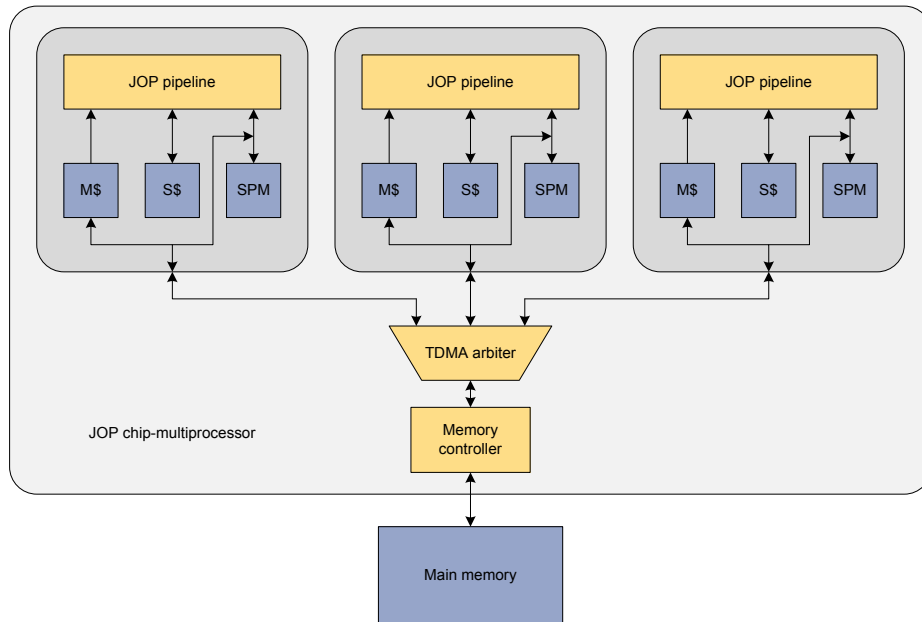 JOP pipeline
JOP pipeline
JOP pipeline
M$
S$
SPM
M$
S$
SPM
M$
S$
SPM
TDMA arbiter
JOP chip-multiprocessor
Memory
controller
Main memory